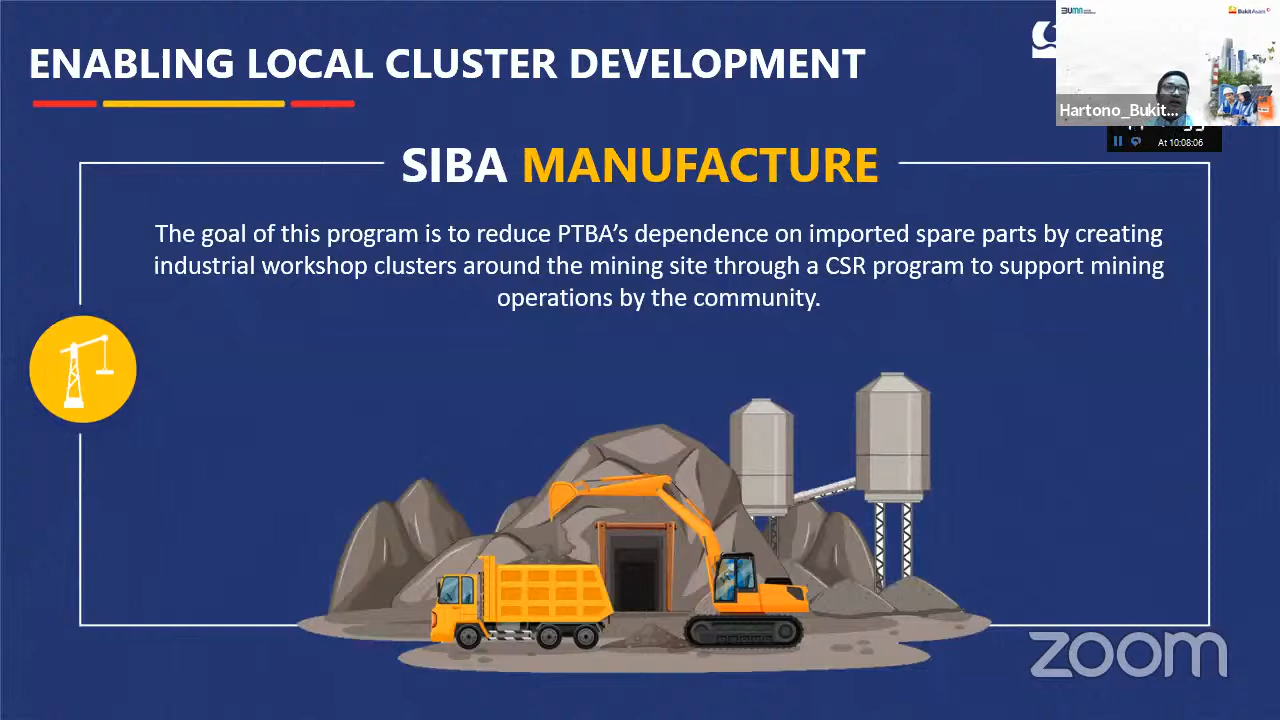 ENABLING LOCAL CLUSTER DEVELOPMENT
BUMN
BukitAsam
Hartono_Bukit...
At 10:08:06
SIBA MANUFACTURE
The goal of this program is to reduce PTBA's dependence on imported spare parts by creating
industrial workshop clusters around the mining site through a CSR program to support mining
operations by the community.
zoom